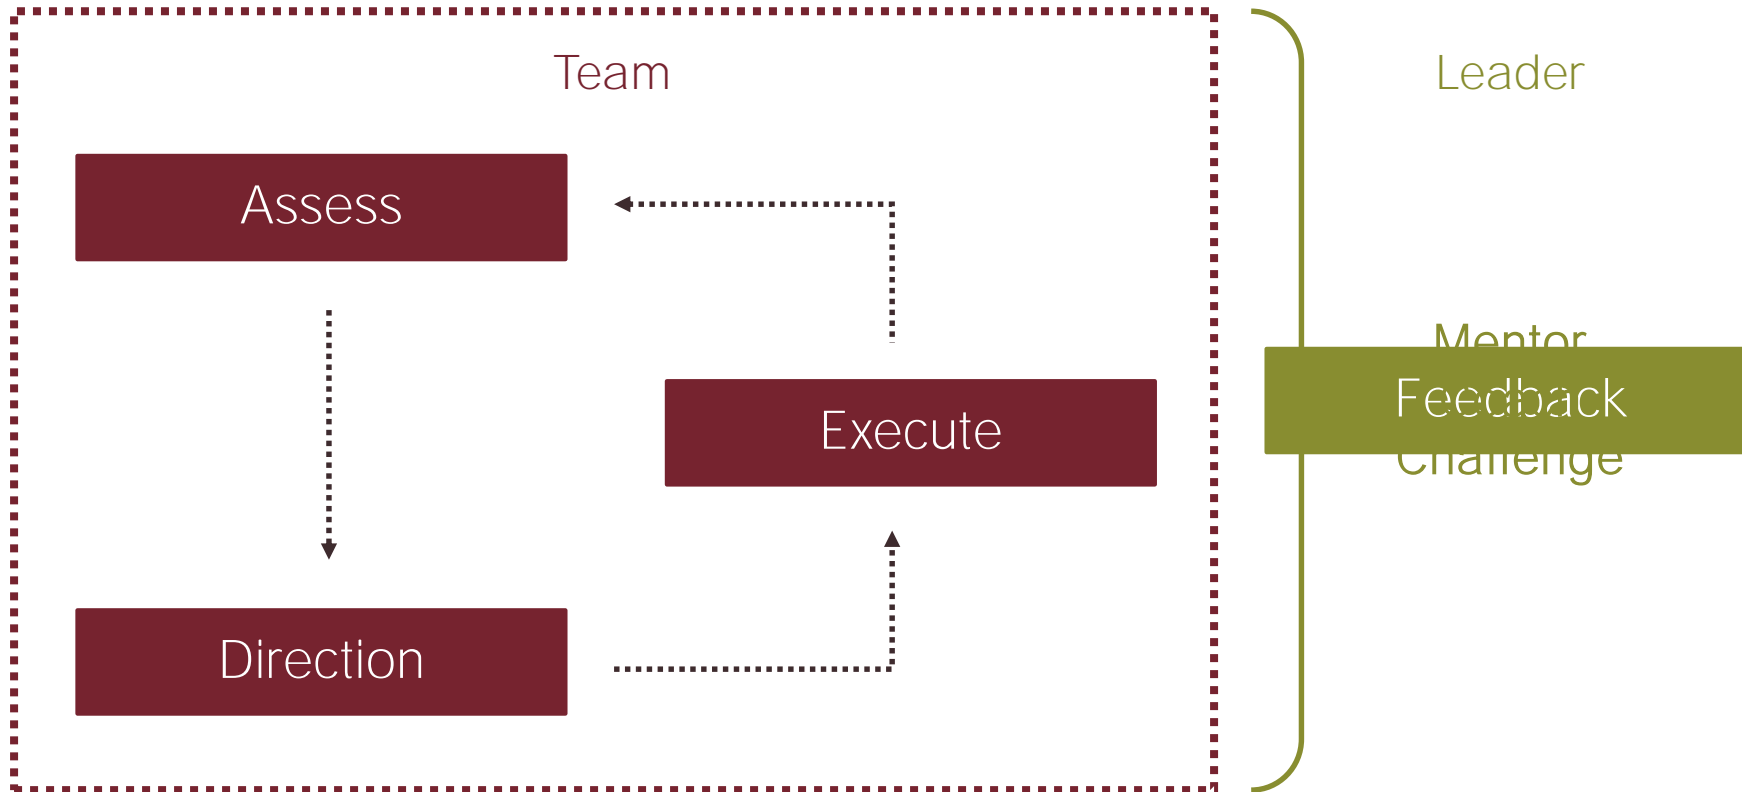 Team
Leader
Assess
Mentor
Feedback
Execute
Challenge
Direction